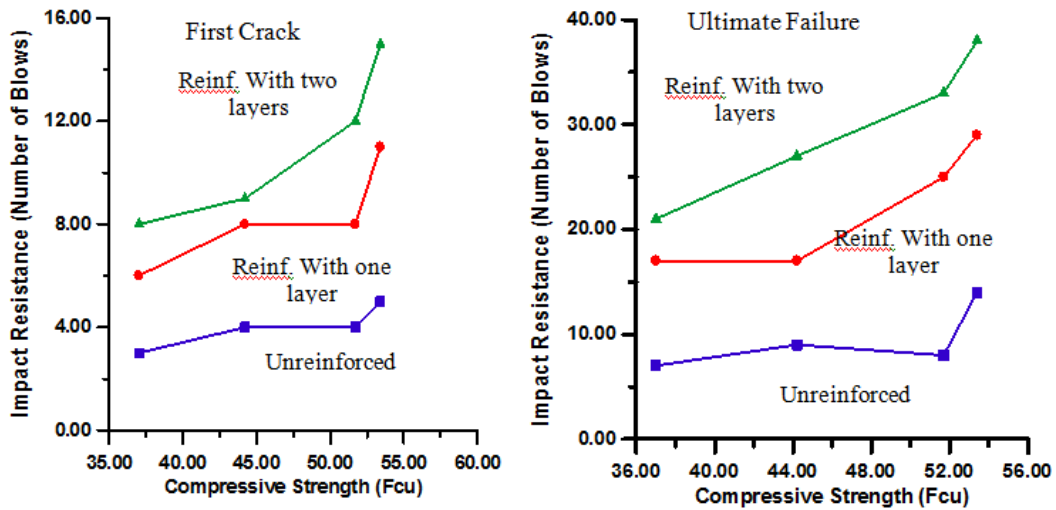 16.00
12.00
8.00
4.00
0.00
Impact Resistance (Number of Blows)
First Crack
Reinf. With two
layers
Reinf. With one
layer
Unreinforced
35.00 40.00 45.00 50.00 55.00 60.00
Compressive Strength (Fcu)
40.00
30.00
20.00
10.00
0.00
Impact Resistance (Number of Blows)
Ultimate Failure
Reinf. With two
layers
Reinf. With one
layer
Unreinforced
36.00 40.00 44.00 48.00 52.00 56.00
Compressive Strength (Fcu)